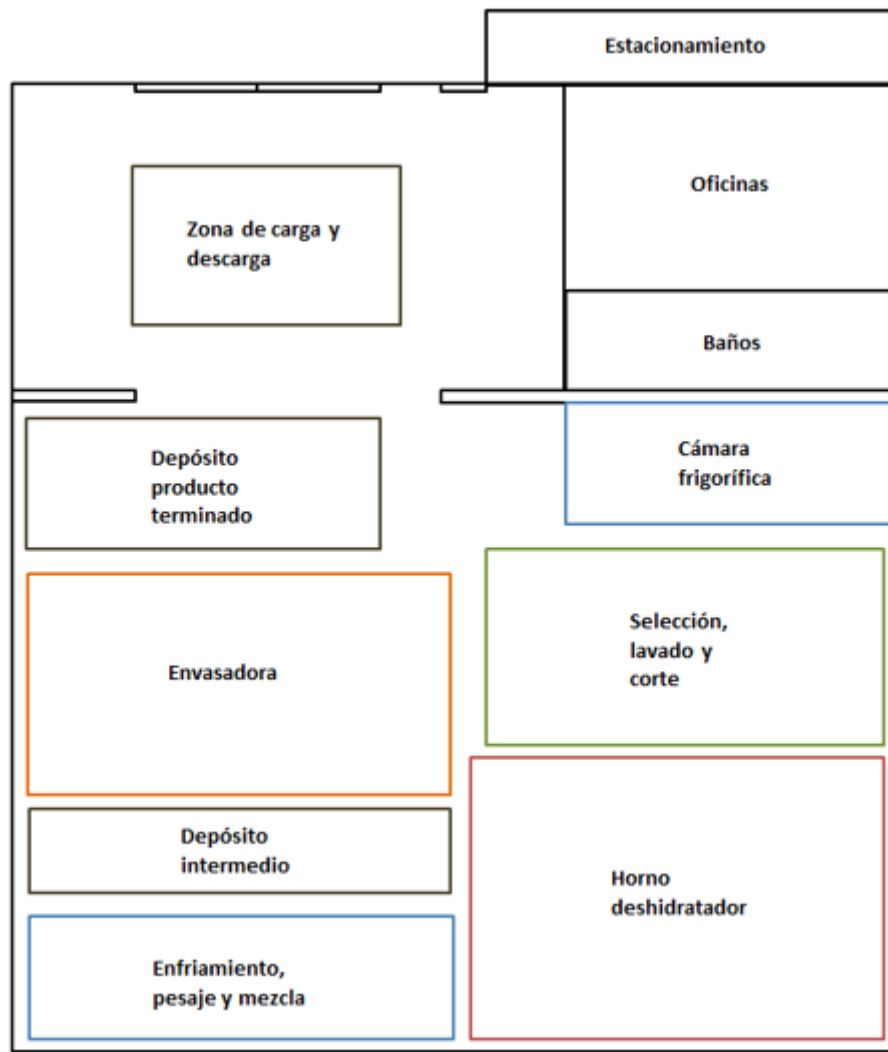 Estacionamiento
Oficinas
Zona de carga y
descarga
Baños
Depósito
producto
terminado
Cámara
frigorífica
Selección,
lavado y
corte
Envasadora
Depósito
intermedio
Horno
deshidratador
Enfriamiento,
pesaje y mezcla